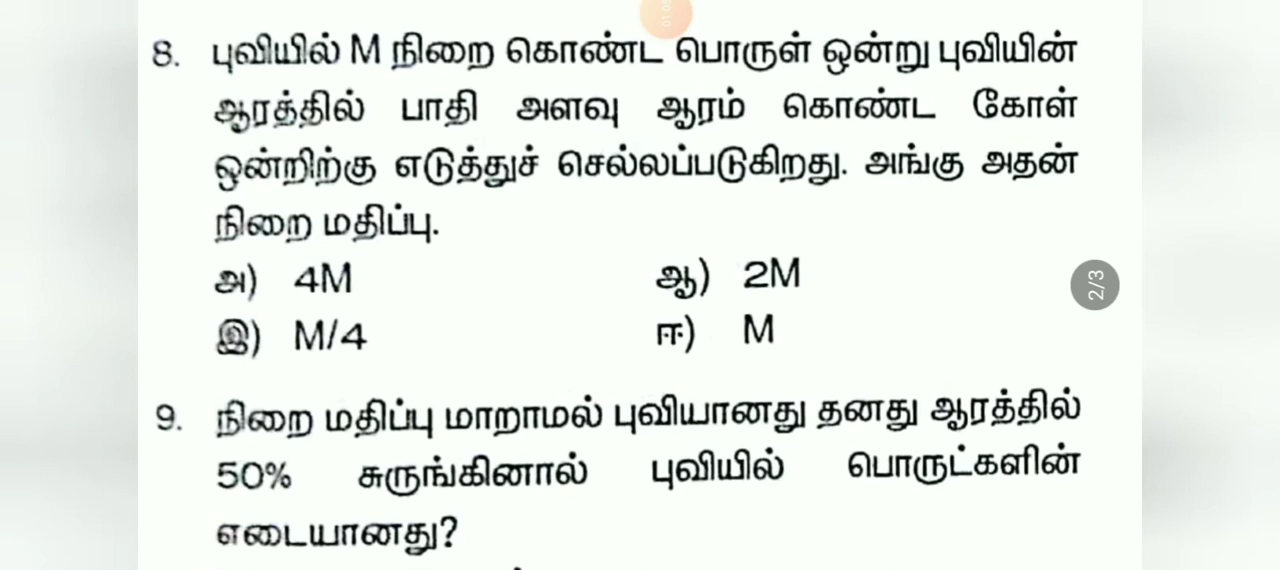 8. புவியில் M நிறை கொண்ட பொருள் ஒன்று புவியின்
ஆரத்தில் பாதி அளவு ஆரம் கொண்ட கோள்
ஒன்றிற்கு எடுத்துச் செல்லப்படுகிறது. அங்கு அதன்
நிறை மதிப்பு.
அ) 4M ஆ) 2M
இ) M/4 ஈ) M
2/3
9. நிறை மதிப்பு மாறாமல் புவியானது தனது ஆரத்தில்
50% சுருங்கினால் புவியில் பொருட்களின்
எடையானது?